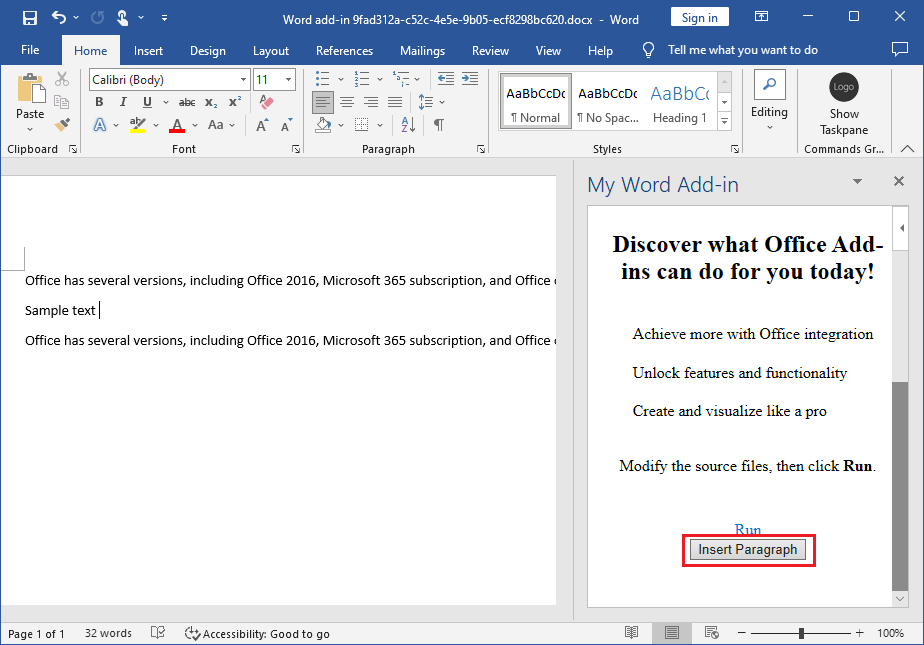 Word add-in 9fad312a-c52c-4e5e-9b05-ecf8298bc620.docx - Word
Sign in
File
Home
Insert
Design
Layout
References
Mailings
Review
View
Help
Tell me what you want to do
Paste
Clipboard
Calibri (Body)
11
B I U abc x₂ x²
A ab A Aa A A
Font
Paragraph
AaBbCcDc
¶ Normal
AaBbCcDc
¶ No Spac...
AaBbCc
Heading 1
Styles
Editing
Logo
Show
Taskpane
Commands Gr...
My Word Add-in
Office has several versions, including Office 2016, Microsoft 365 subscription, and Office
Sample text
Office has several versions, including Office 2016, Microsoft 365 subscription, and Office
Discover what Office Add-
ins can do for you today!
Achieve more with Office integration
Unlock features and functionality
Create and visualize like a pro
Modify the source files, then click Run.
Run
Insert Paragraph
Page 1 of 1
32 words
Accessibility: Good to go
100%